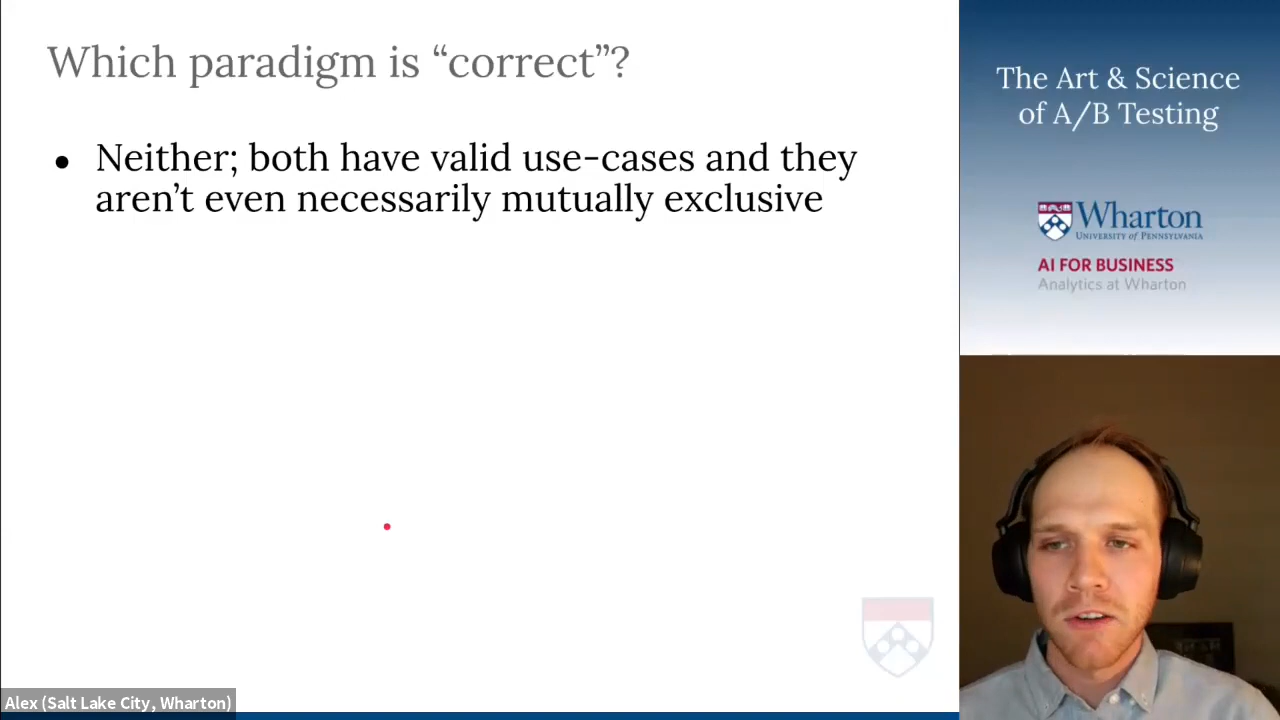 Which paradigm is “correct”?
● Neither; both have valid use-cases and they
aren’t even necessarily mutually exclusive
The Art & Science
of A/B Testing
Wharton
UNIVERSITY of PENNSYLVANIA
AI FOR BUSINESS
Analytics at Wharton
Alex (Salt Lake City, Wharton)